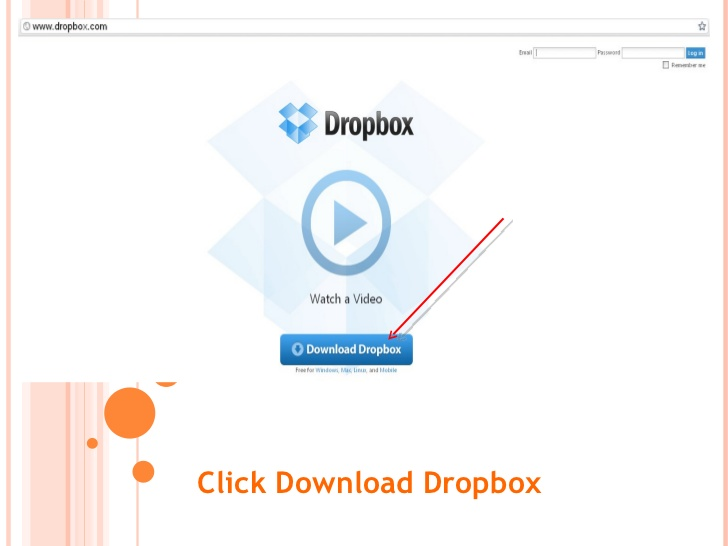 www.dropbox.com
Email Password Log in
Remember me
Dropbox
Watch a Video
Download Dropbox
Free for Windows, Mac, Linux, and Mobile
Click Download Dropbox